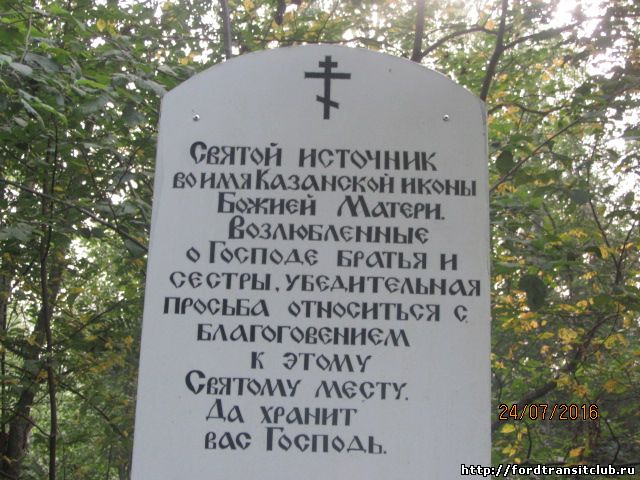 Святой источник
во имя Казанской иконы
Божией Матери.
Возлюбленные
о Господе братья и
сестры, убедительная
просьба относиться с
благоговением
к этому
Святому месту.
Да хранит
вас Господь.
24/07/2016
http://fordtransitclub.ru